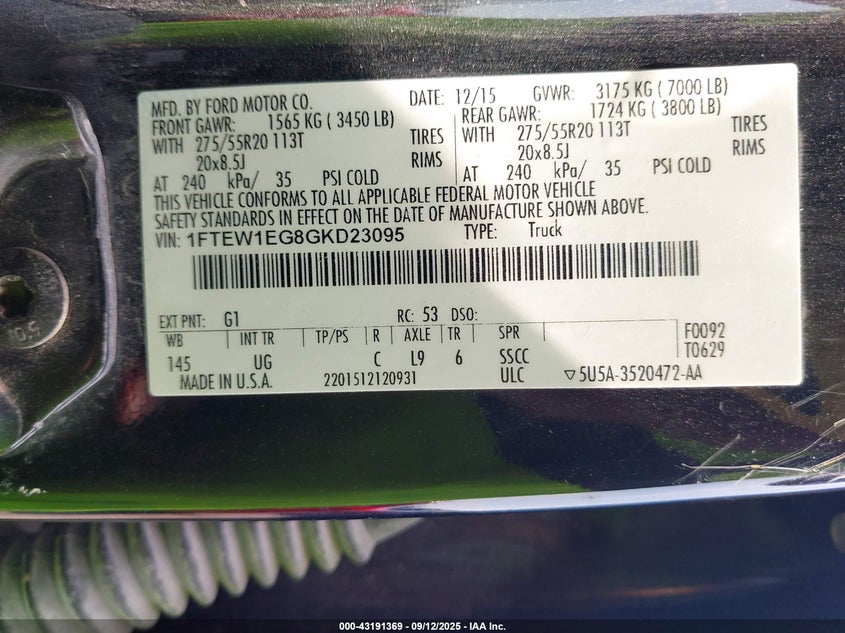 MFD. BY FORD MOTOR CO. DATE: 12/15 GVWR: 3175 KG ( 7000 LB)
FRONT GAWR: 1565 KG ( 3450 LB) REAR GAWR: 1724 KG ( 3800 LB)
WITH 275/55R20 113T TIRES WITH 275/55R20 113T TIRES
20x8.5J RIMS 20x8.5J RIMS
AT 240 kPa/ 35 PSI COLD AT 240 kPa/ 35 PSI COLD
THIS VEHICLE CONFORMS TO ALL APPLICABLE FEDERAL MOTOR VEHICLE
SAFETY STANDARDS IN EFFECT ON THE DATE OF MANUFACTURE SHOWN ABOVE.
VIN: 1FTEW1EG8GKD23095 TYPE: Truck
EXT PNT: G1 RC: 53 DSO:
WB INT TR TP/PS R AXLE TR SPR F0092
145 UG C L9 6 SSCC T0629
MADE IN U.S.A. 2201512120931 ULC ▽5U5A-3520472-AA
10.5
000-43191369 - 09/12/2025 - IAA Inc.